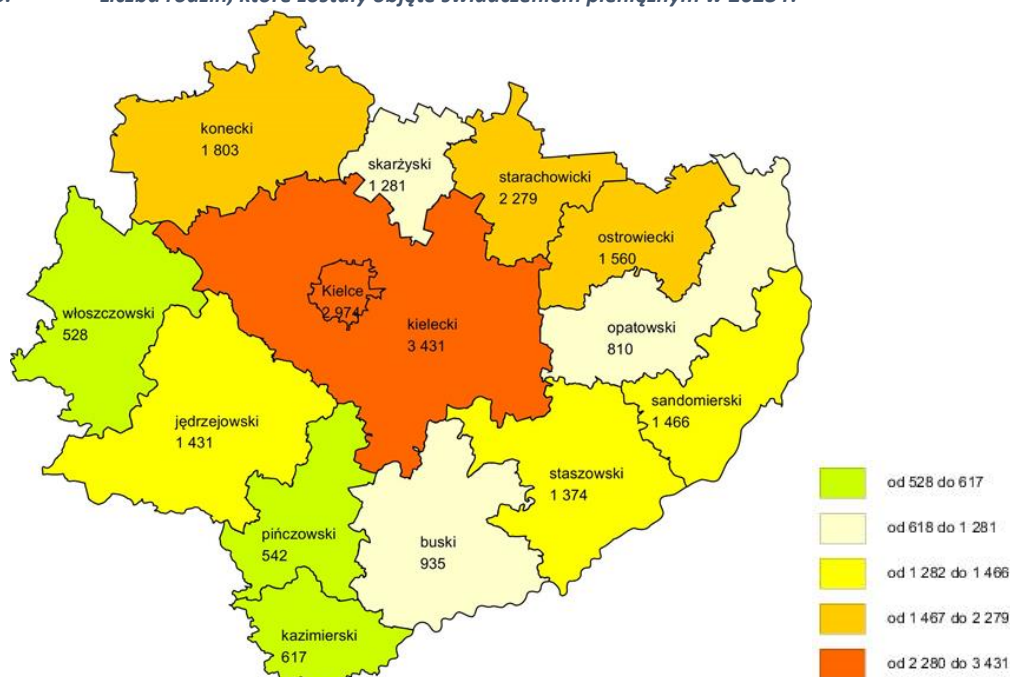 Liczba rodzin, które zostały objęte świadczeniem pieniężnym w 2023 r.
konecki
1 803
skarżyski
1 281
starachowicki
2 279
ostrowiecki
1 560
Kielce
2 974
włoszczowski
528
kielecki
3 431
opatowski
810
sandomierski
1 466
jędrzejowski
1 431
staszowski
1 374
pińczowski
542
buski
935
kazimierski
617
od 528 do 617
od 618 do 1 281
od 1 282 do 1 466
od 1 467 do 2 279
od 2 280 do 3 431